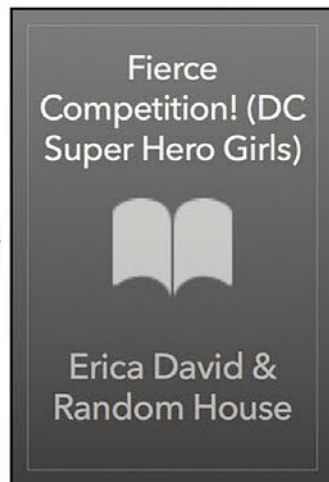 Fierce
Competition! (DC
Super Hero Girls)
Erica David &
Random House